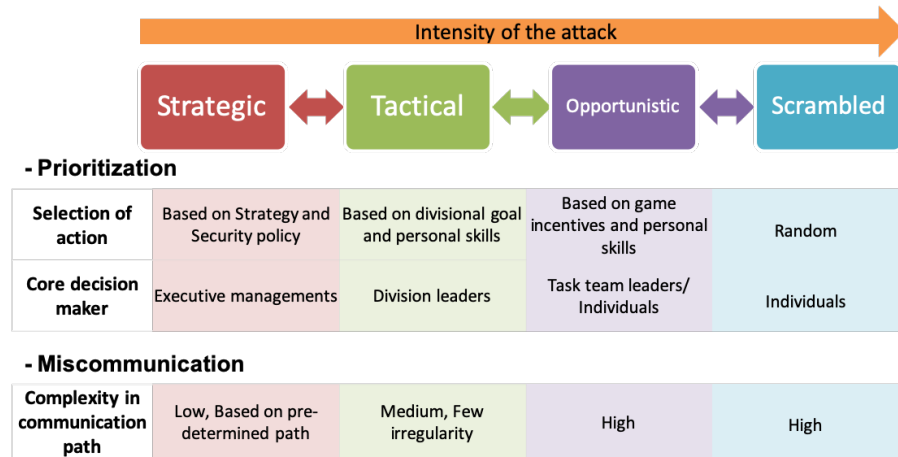 Intensity of the attack
Strategic
Tactical
Opportunistic
Scrambled
- Prioritization
Selection of
action
Based on Strategy and
Security policy
Based on divisional goal
and personal skills
Based on game
incentives and personal
skills
Random
Core decision
maker
Executive managements
Division leaders
Task team leaders/
Individuals
Individuals
- Miscommunication
Complexity in
communication
path
Low, Based on pre-
determined path
Medium, Few
irregularity
High
High